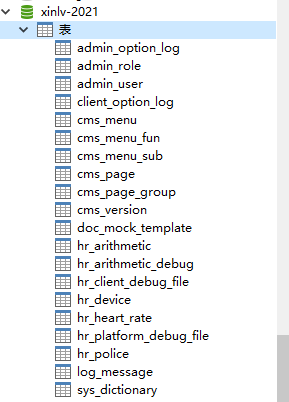 xinlv-2021
表
admin_option_log
admin_role
admin_user
client_option_log
cms_menu
cms_menu_fun
cms_menu_sub
cms_page
cms_page_group
cms_version
doc_mock_template
hr_arithmetic
hr_arithmetic_debug
hr_client_debug_file
hr_device
hr_heart_rate
hr_platform_debug_file
hr_police
log_message
sys_dictionary